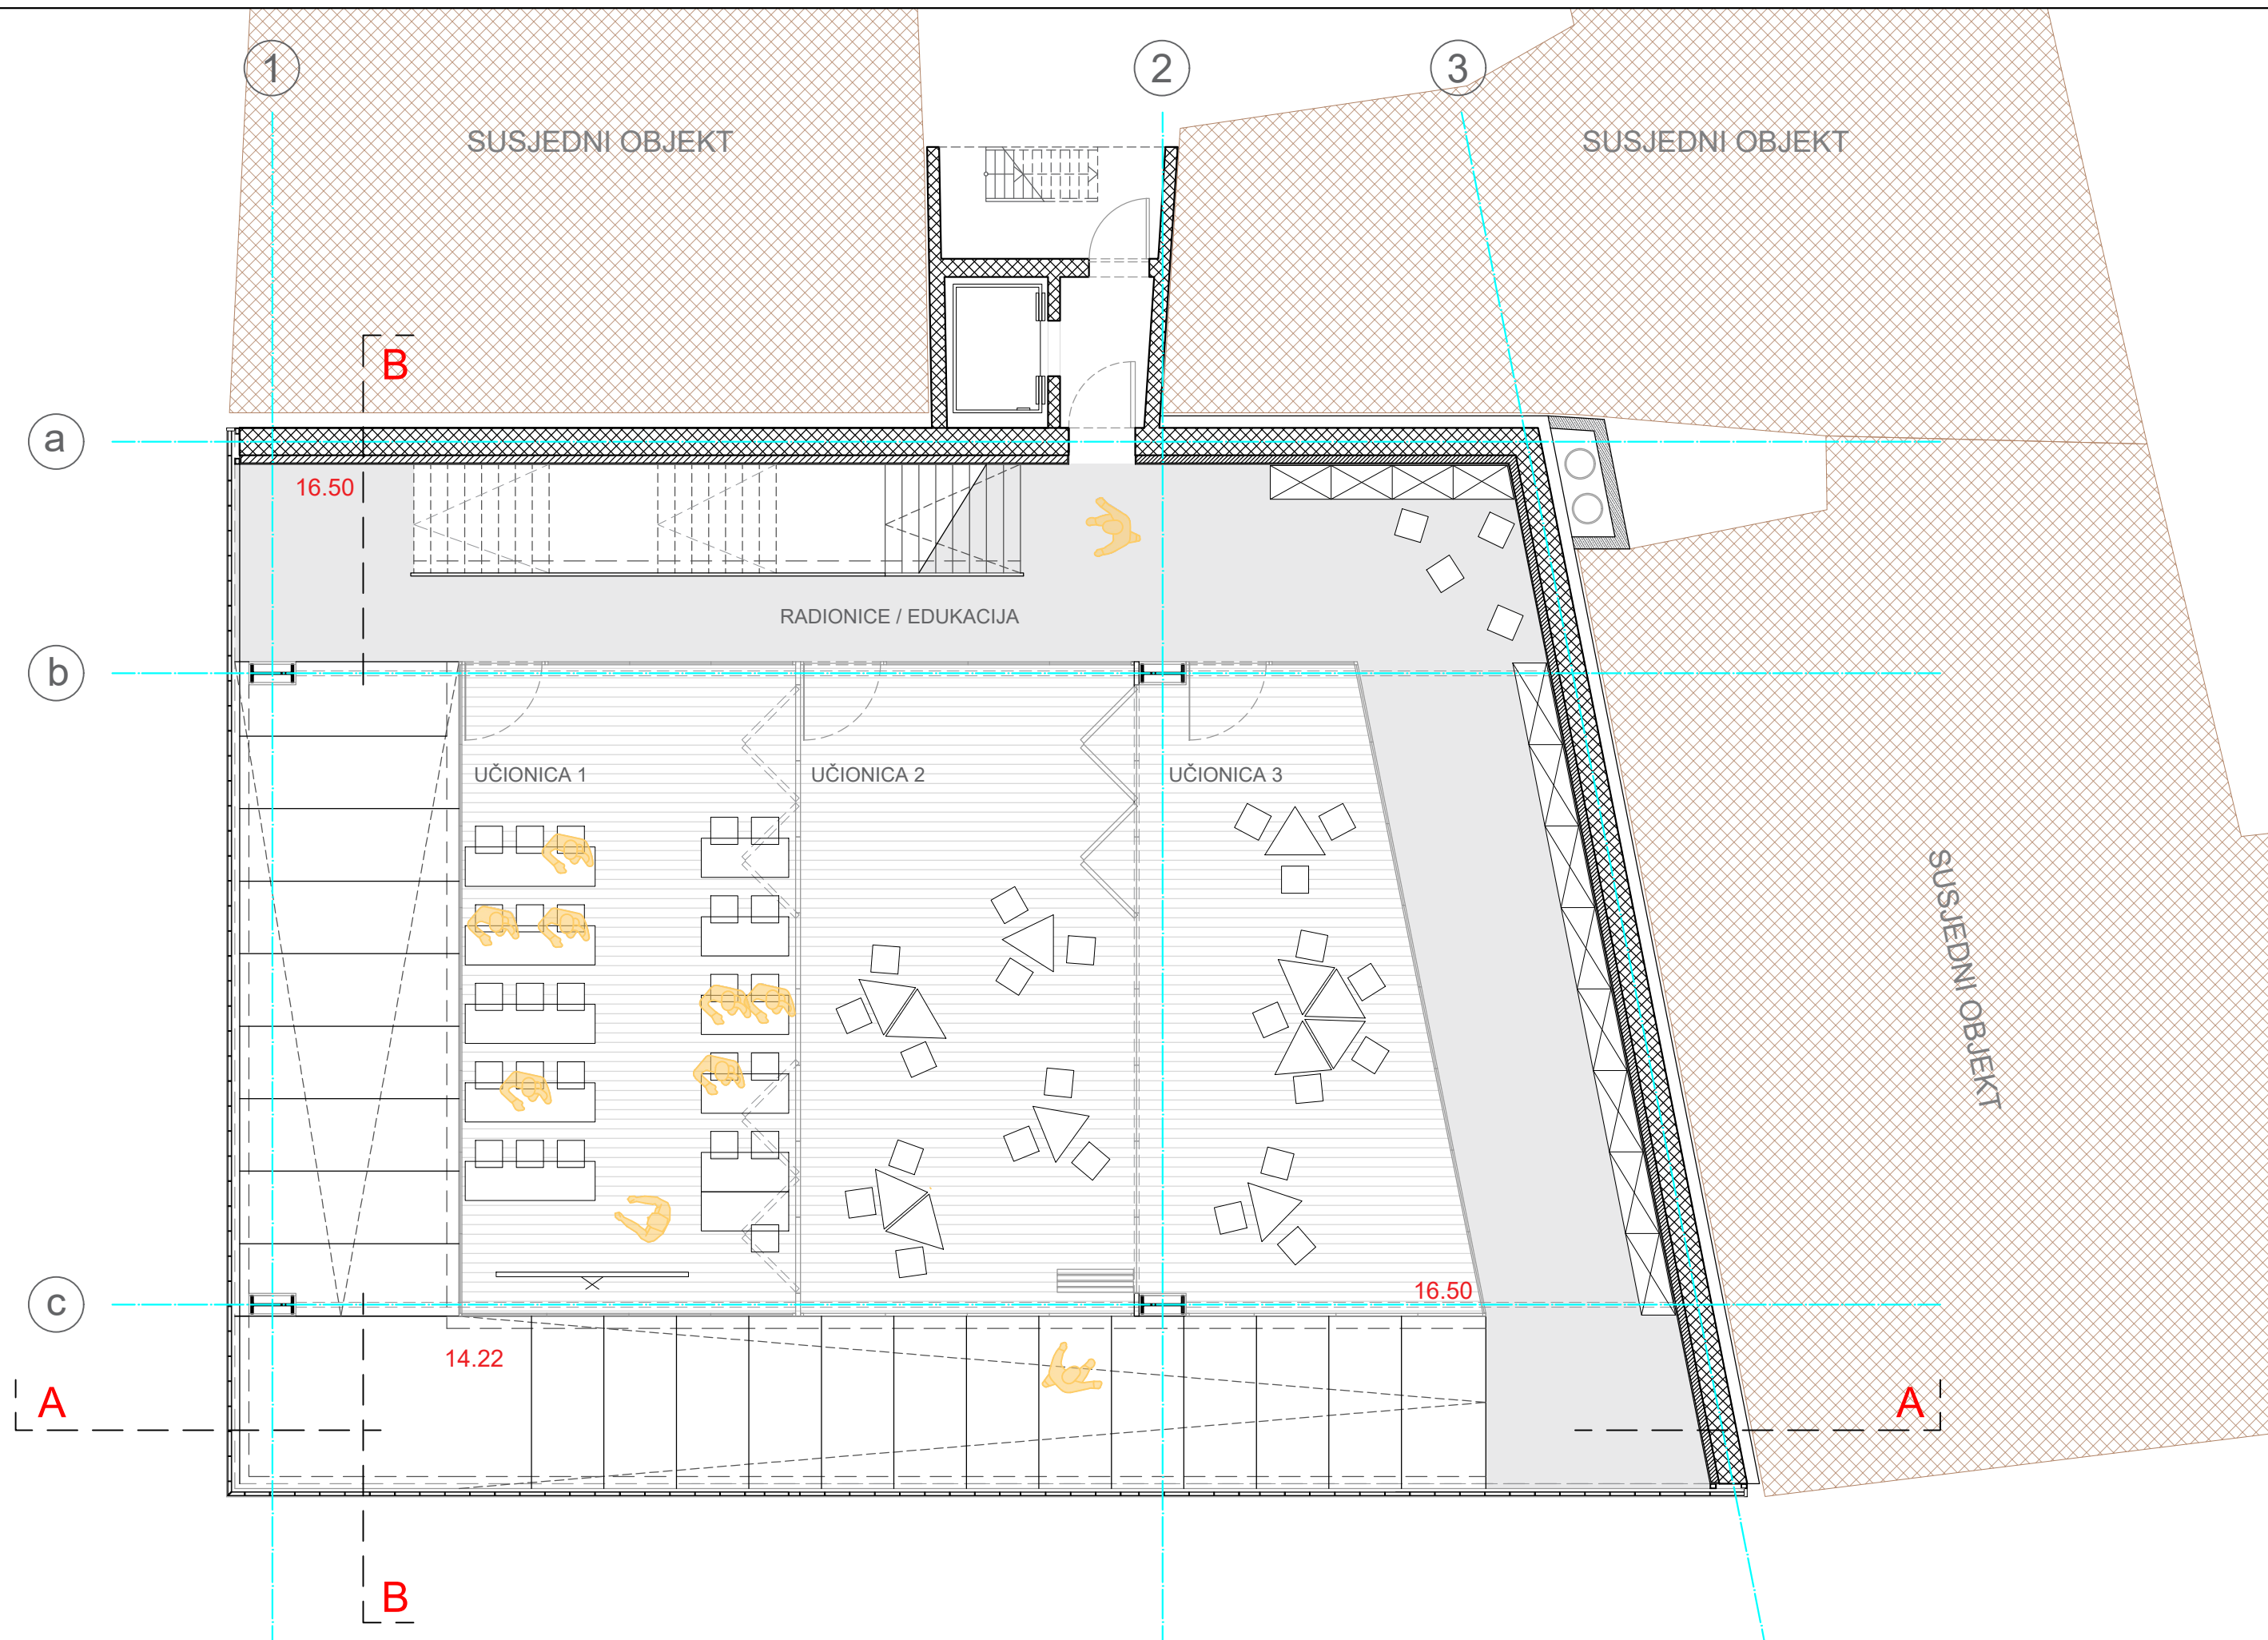 1
2
3
SUSJEDNI OBJEKT
SUSJEDNI OBJEKT
B
a
16.50
RADIONICE / EDUKACIJA
b
UČIONICA 1
UČIONICA 2
UČIONICA 3
SUSJEDNI OBJEKT
c
16.50
14.22
A
A
B